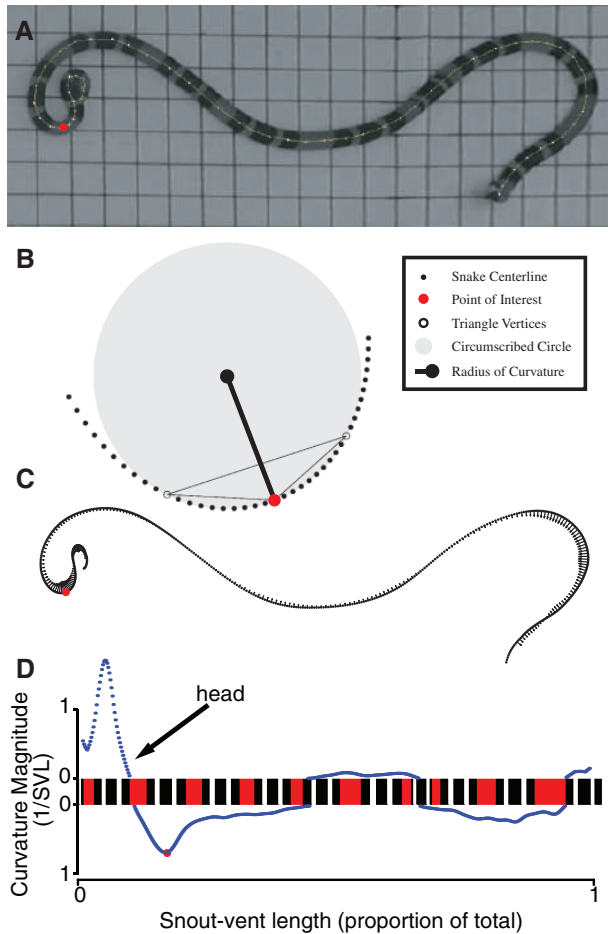 A
B
Snake Centerline
Point of Interest
Triangle Vertices
Circumscribed Circle
Radius of Curvature
C
D
head
Curvature Magnitude
(1/SVL)
1
0
0
1
0
1
Snout-vent length (proportion of total)